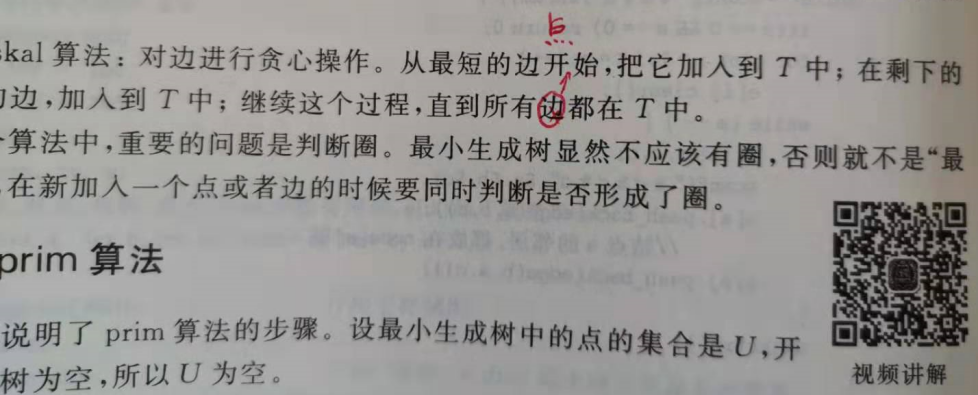 点
skal 算法：对边进行贪心操作。从最短的边开始，把它加入到 T 中；在剩下的
边，加入到 T 中；继续这个过程，直到所有边都在 T 中。
算法中，重要的问题是判断圈。最小生成树显然不应该有圈，否则就不是“最
在新加入一个点或者边的时候要同时判断是否形成了圈。
prim 算法
说明了 prim 算法的步骤。设最小生成树中的点的集合是 U，开
树为空，所以 U 为空。
视频讲解